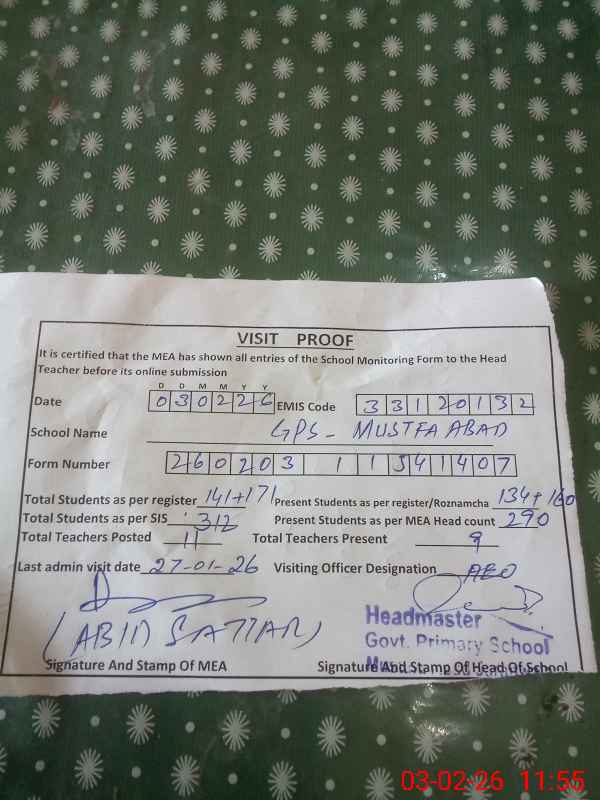 VISIT PROOF
It is certified that the MEA has shown all entries of the School Monitoring Form to the Head
Teacher before its online submission
D D M M Y Y
Date 0 3 0 2 2 6 EMIS Code 3 3 1 2 0 1 3 2
School Name GPS - MUSTFA ABAD
Form Number 2 6 0 2 0 3 1 1 5 4 1 4 0 7
Total Students as per register 141+171 Present Students as per register/Roznamcha 134+160
Total Students as per SIS 312 Present Students as per MEA Head count 290
Total Teachers Posted 11 Total Teachers Present 9
Last admin visit date 27-01-26 Visiting Officer Designation AEO
(ABID SATTAR)
Headmaster
Govt. Primary School
Signature And Stamp Of MEA Signature And Stamp Of Head Of School
03-02-26 11:55